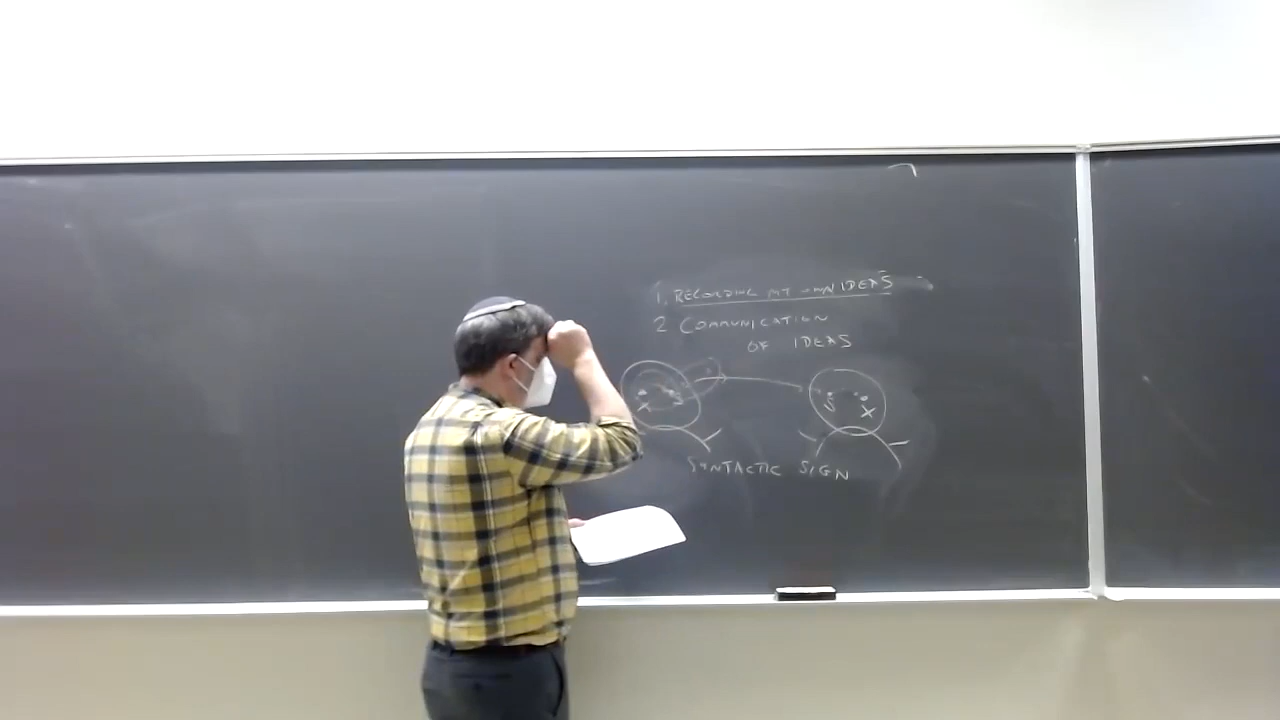 1. RECORDING MY OWN IDEAS
2 COMMUNICATION
OF IDEAS
X
X
SYNTACTIC SIGN